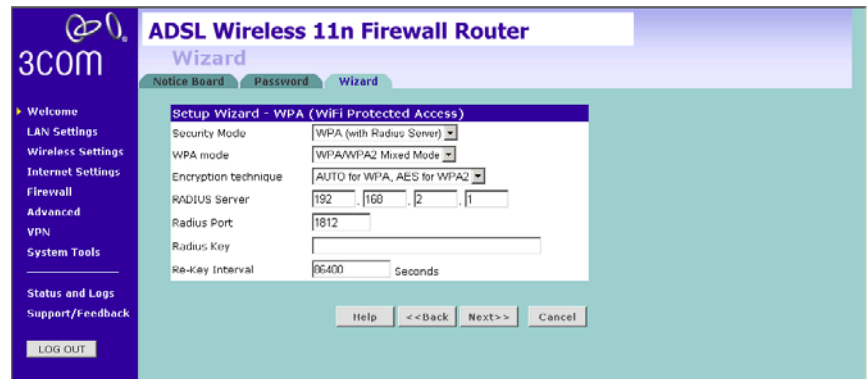 ADSL Wireless 11n Firewall Router
3COM
Wizard
Notice Board Password Wizard
Welcome
LAN Settings
Wireless Settings
Internet Settings
Firewall
Advanced
VPN
System Tools
Status and Logs
Support/Feedback
LOG OUT
Setup Wizard - WPA (WiFi Protected Access)
Security Mode WPA (with Radius Server)
WPA mode WPA/WPA2 Mixed Mode
Encryption technique AUTO for WPA, AES for WPA2
RADIUS Server 192 . 168 . 2 . 1
Radius Port 1812
Radius Key
Re-Key Interval 86400 Seconds
Help <<Back Next>> Cancel